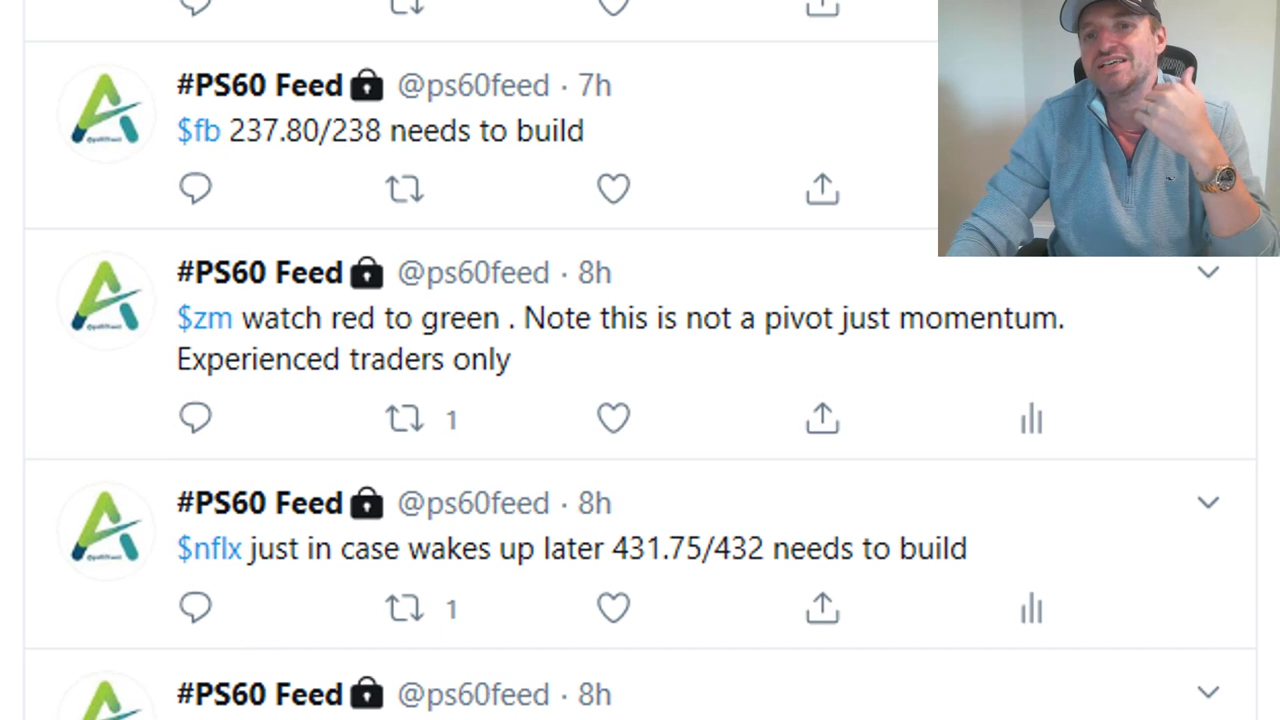 #PS60 Feed @ps60feed · 7h
$fb 237.80/238 needs to build
#PS60 Feed @ps60feed · 8h
$zm watch red to green . Note this is not a pivot just momentum.
Experienced traders only
1
#PS60 Feed @ps60feed · 8h
$nflx just in case wakes up later 431.75/432 needs to build
1
#PS60 Feed @ps60feed · 8h